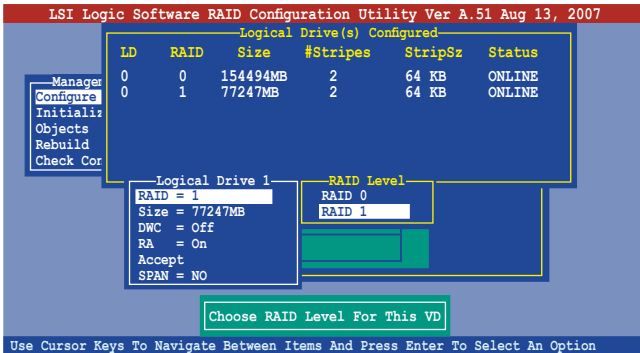 LSI Logic Software RAID Configuration Utility Ver A.51 Aug 13, 2007
Logical Drive(s) Configured
LD RAID Size #Stripes StripSz Status
0 0 154494MB 2 64 KB ONLINE
0 1 77247MB 2 64 KB ONLINE
Managem
Configure
Initializ
Objects
Rebuild
Check Con
Logical Drive 1
RAID = 1
Size = 77247MB
DWC = Off
RA = On
Accept
SPAN = NO
RAID Level
RAID 0
RAID 1
Choose RAID Level For This VD
Use Cursor Keys To Navigate Between Items And Press Enter To Select An Option